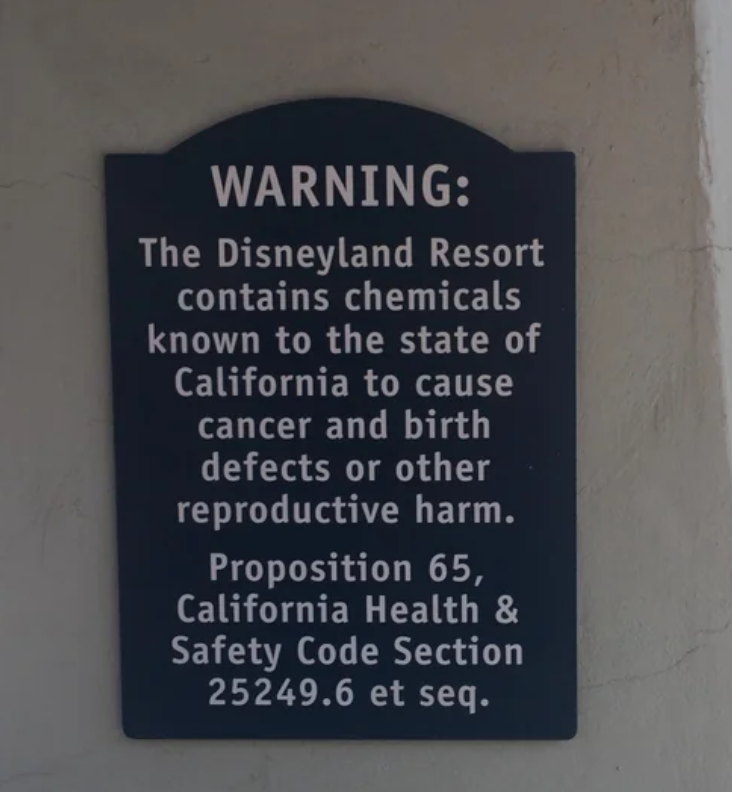 WARNING:
The Disneyland Resort
contains chemicals
known to the state of
California to cause
cancer and birth
defects or other
reproductive harm.
Proposition 65,
California Health &
Safety Code Section
25249.6 et seq.